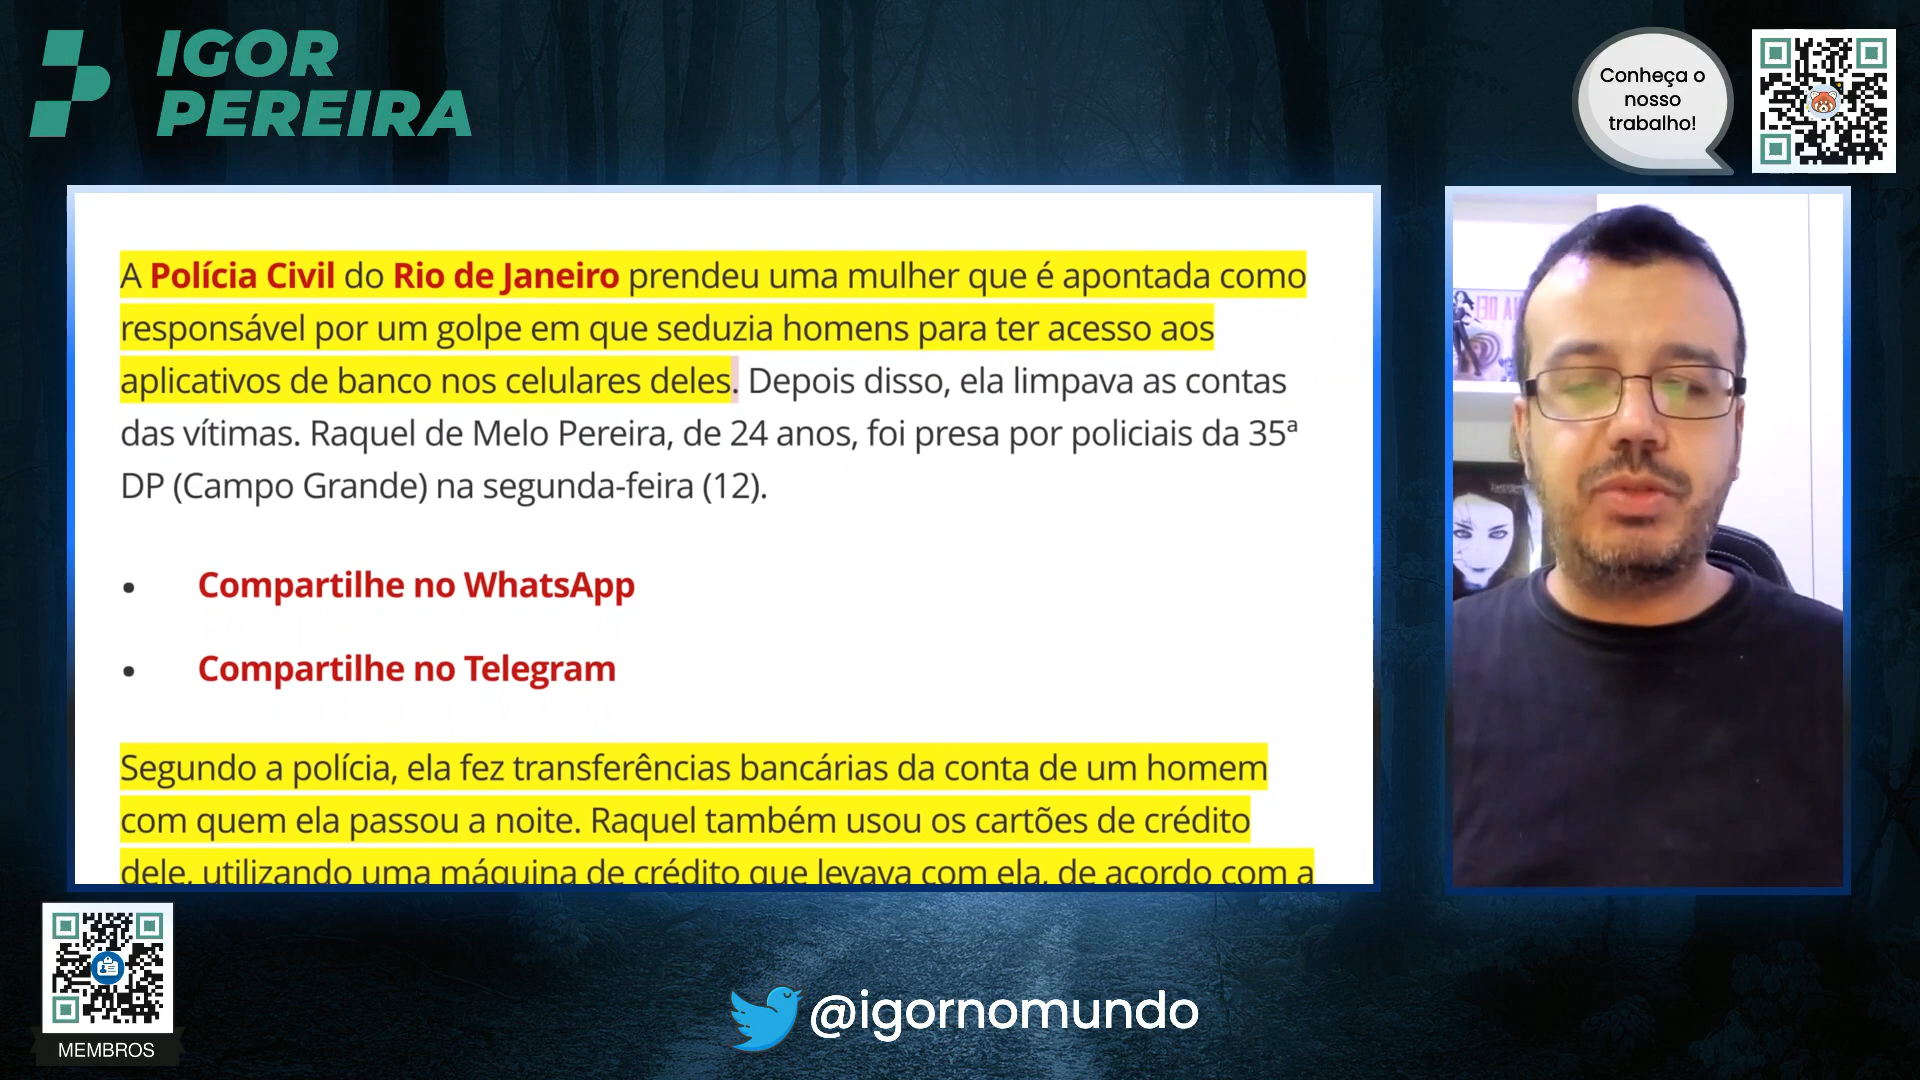 IGOR
PEREIRA
Conheça o
nosso
trabalho!
A Polícia Civil do Rio de Janeiro prendeu uma mulher que é apontada como
responsável por um golpe em que seduzia homens para ter acesso aos
aplicativos de banco nos celulares deles. Depois disso, ela limpava as contas
das vítimas. Raquel de Melo Pereira, de 24 anos, foi presa por policiais da 35ª
DP (Campo Grande) na segunda-feira (12).
• Compartilhe no WhatsApp
• Compartilhe no Telegram
Segundo a polícia, ela fez transferências bancárias da conta de um homem
com quem ela passou a noite. Raquel também usou os cartões de crédito
dele, utilizando uma máquina de crédito que levava com ela, de acordo com a
MEMBROS
@igornomundo